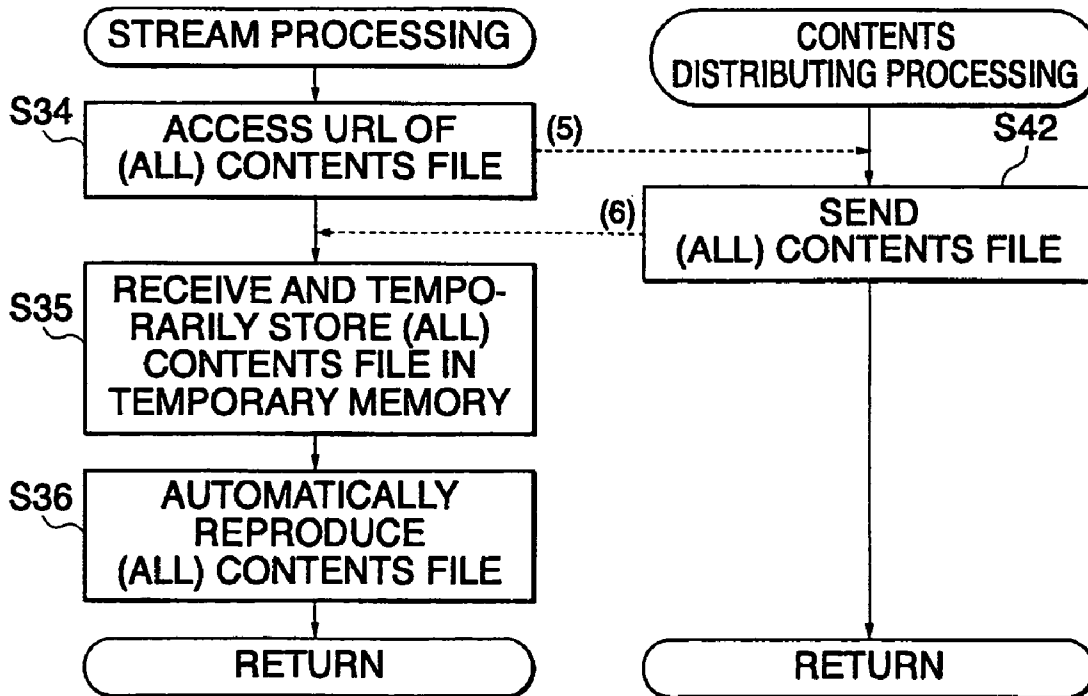 STREAM PROCESSING
S34
ACCESS URL OF
(ALL) CONTENTS FILE
(5)
S35
RECEIVE AND TEMPO-
RARILY STORE (ALL)
CONTENTS FILE IN
TEMPORARY MEMORY
S36
AUTOMATICALLY
REPRODUCE
(ALL) CONTENTS FILE
RETURN
CONTENTS
DISTRIBUTING PROCESSING
S42
SEND
(ALL) CONTENTS FILE
(6)
RETURN